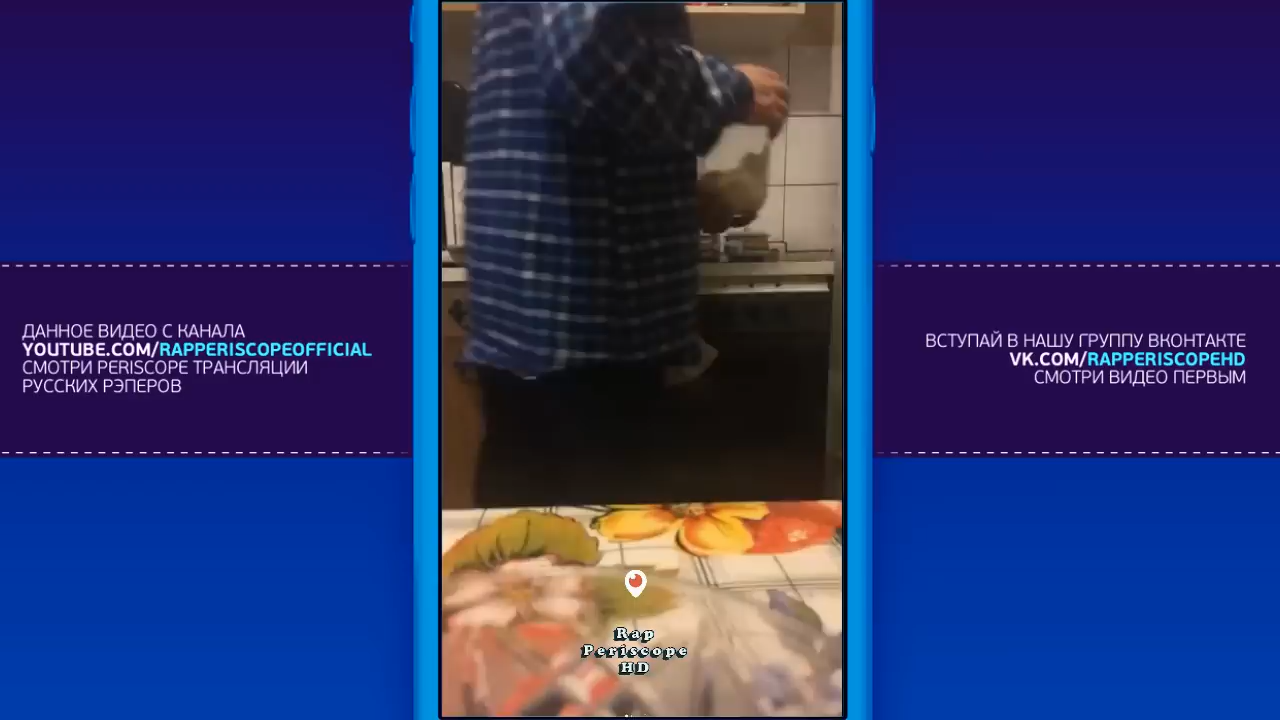 ДАННОЕ ВИДЕО С КАНАЛА
YOUTUBE.COM/RAPPERISCOPEOFFICIAL
СМОТРИ PERISCOPE ТРАНСЛЯЦИИ
РУССКИХ РЭПЕРОВ
ВСТУПАЙ В НАШУ ГРУППУ ВКОНТАКТЕ
VK.COM/RAPPERISCOPEHD
СМОТРИ ВИДЕО ПЕРВЫМ
Rap
Periscope
HD